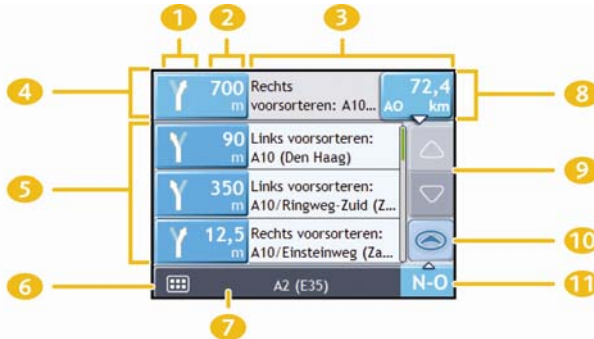 1 2 3
4 700 m Rechts voorsorteren: A10... 72,4 AO km 8
5 90 m Links voorsorteren: A10 (Den Haag)
350 m Links voorsorteren: A10/Ringweg-Zuid (Z... 9
12,5 m Rechts voorsorteren: A10/Einsteinweg (Za... 10
6 A2 (E35) N-O 11
7